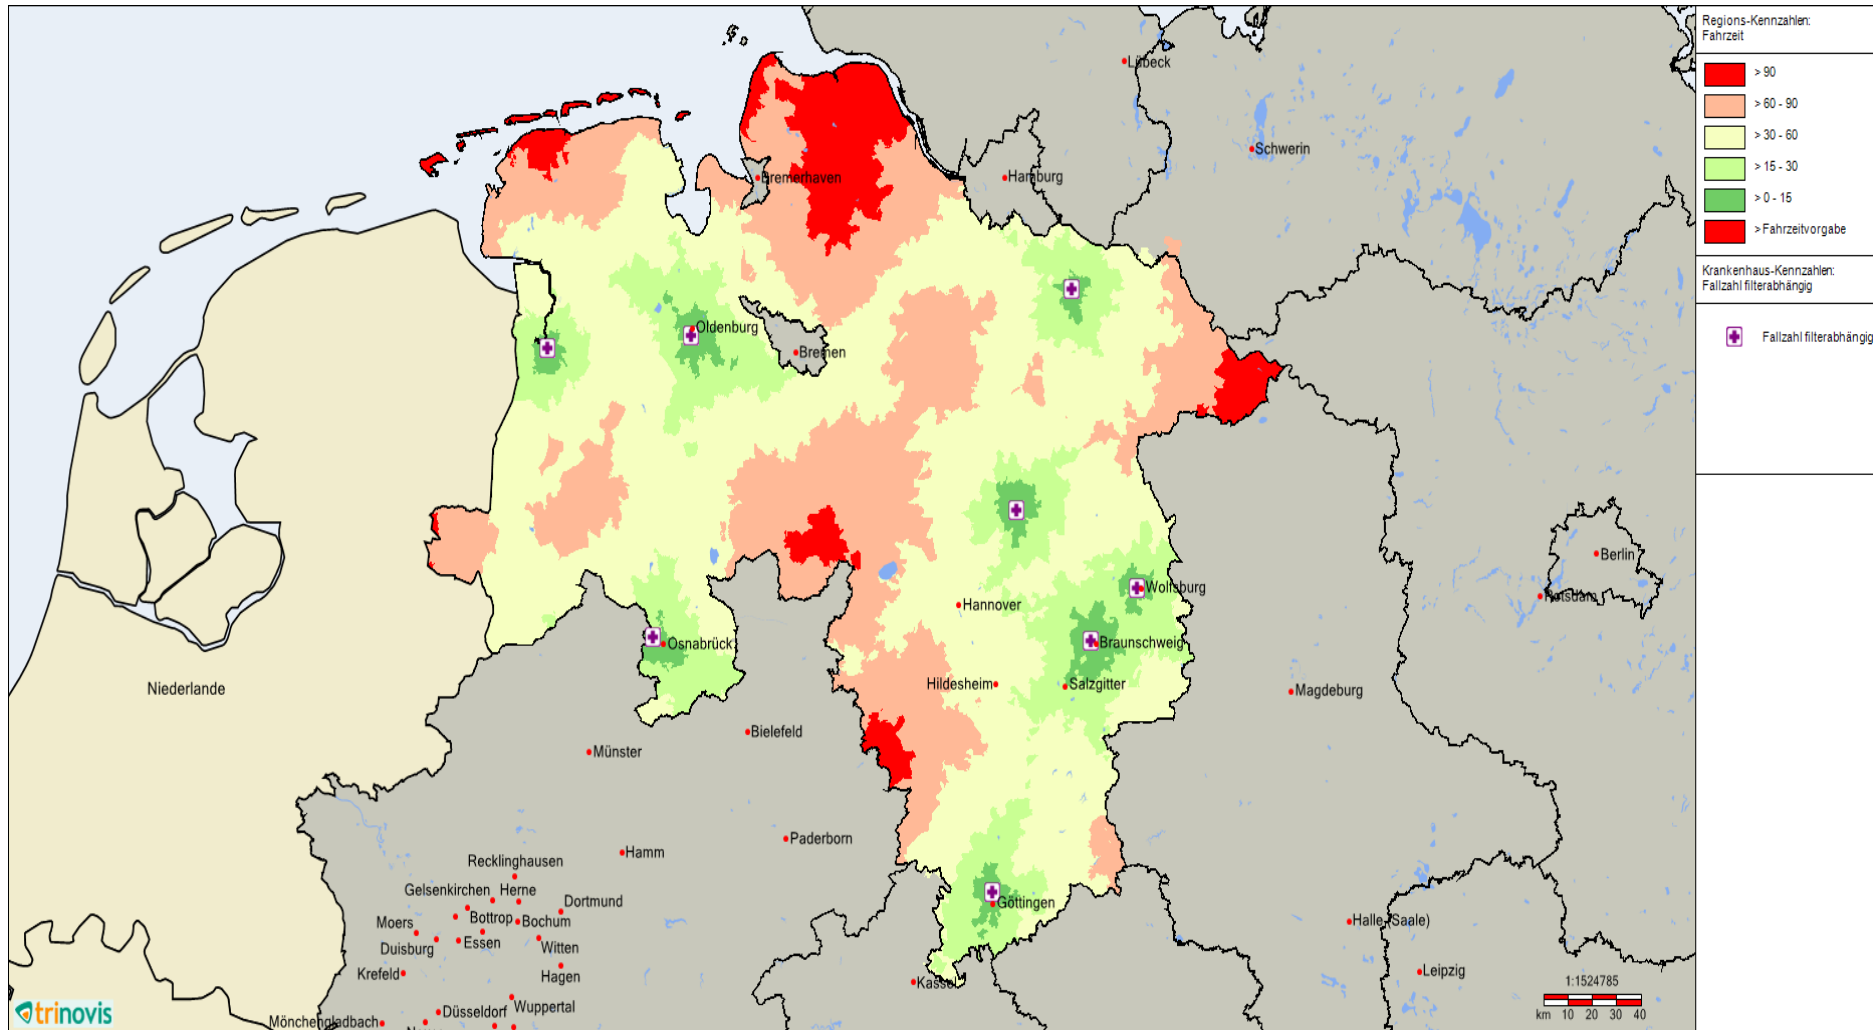 Regions-Kennzahlen:
Fahrzeit
> 90
> 60 - 90
> 30 - 60
> 15 - 30
> 0 - 15
> Fahrzeitvorgabe
Krankenhaus-Kennzahlen:
Fallzahl filterabhängig
Fallzahl filterabhängig
Lübeck
Schwerin
Bremerhaven
Hamburg
Oldenburg
Bremen
Berlin
Potsdam
Wolfsburg
Hannover
Osnabrück
Braunschweig
Niederlande
Hildesheim
Salzgitter
Magdeburg
Bielefeld
Münster
Paderborn
Hamm
Recklinghausen
Gelsenkirchen
Herne
Dortmund
Göttingen
Moers
Bottrop
Bochum
Halle (Saale)
Duisburg
Essen
Witten
Krefeld
Hagen
Kassel
Leipzig
1:1524785
km 10 20 30 40
Düsseldorf
Wuppertal
Mönchengladbach
trinovis